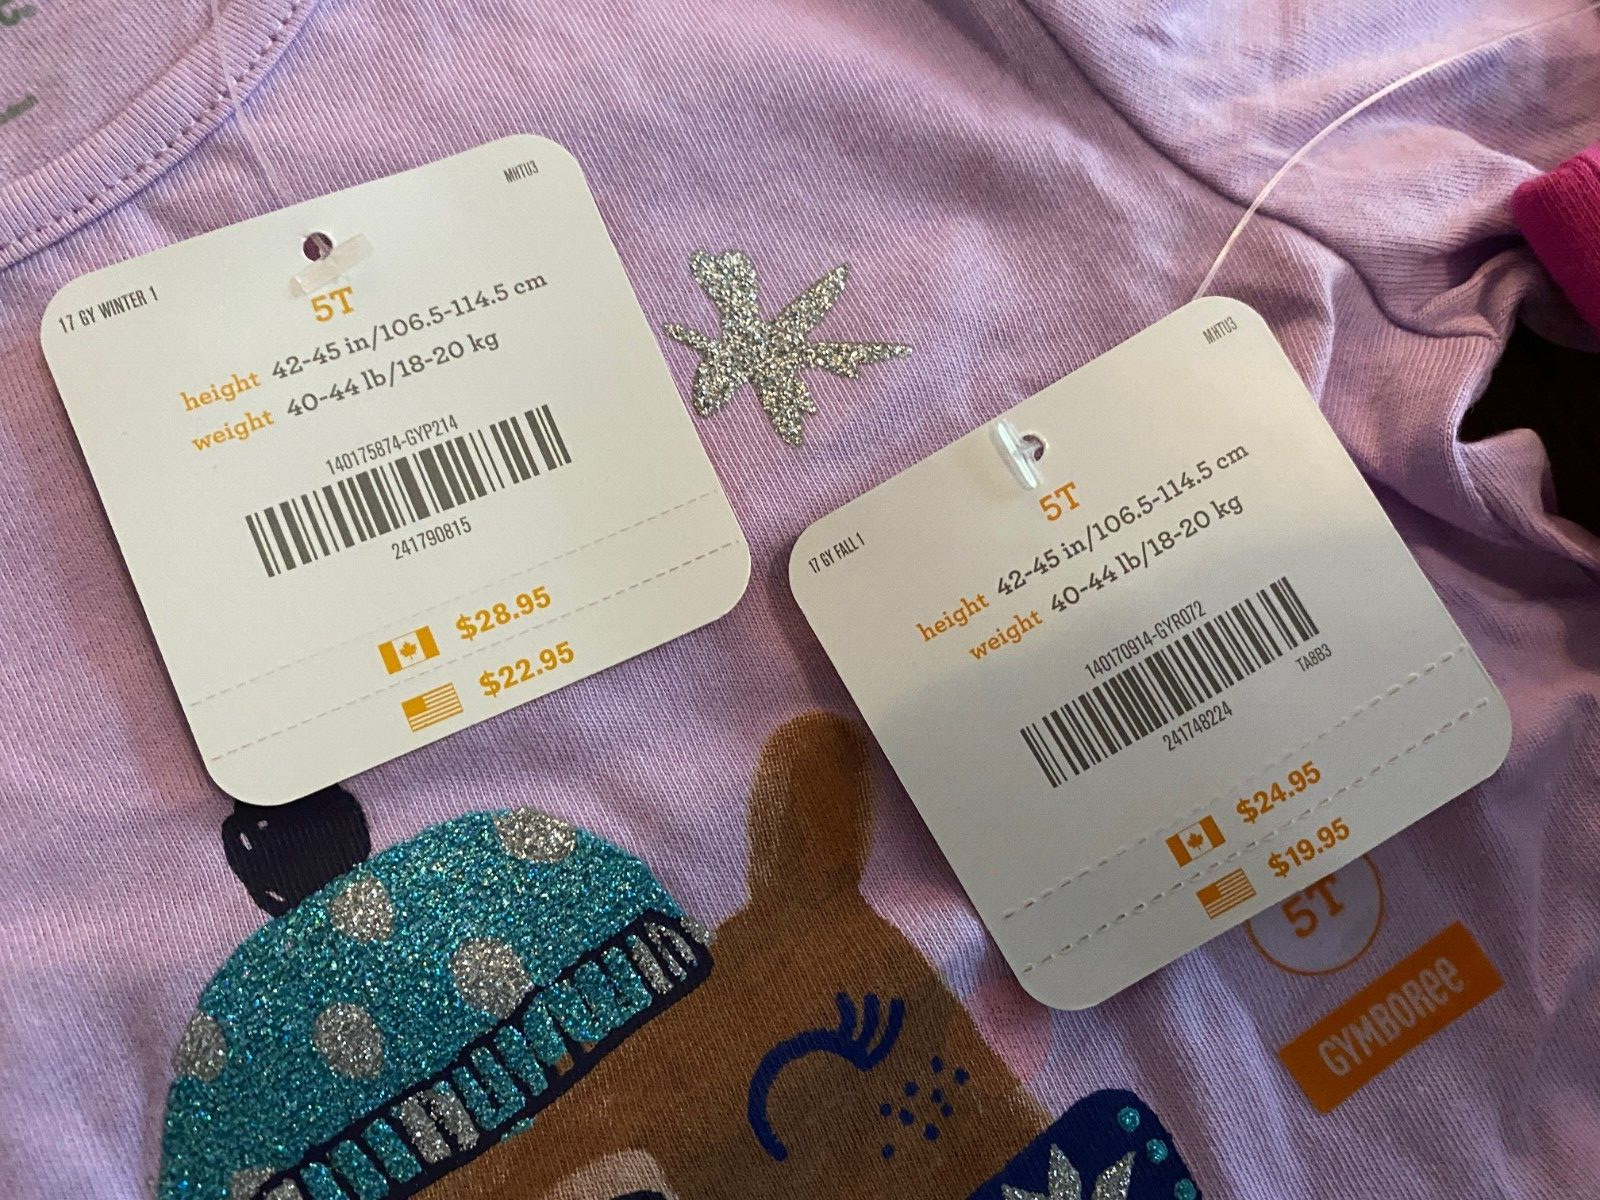 MHTU3
17 GY WINTER 1
5T
height 42-45 in/106.5-114.5 cm
weight 40-44 lb/18-20 kg
140175874-GYP214
241790815
$28.95
$22.95
MHTU3
17 GY FALL 1
5T
height 42-45 in/106.5-114.5 cm
weight 40-44 lb/18-20 kg
140170914-GYR072
TA8B3
241748224
$24.95
$19.95
5T
GYMBOREE